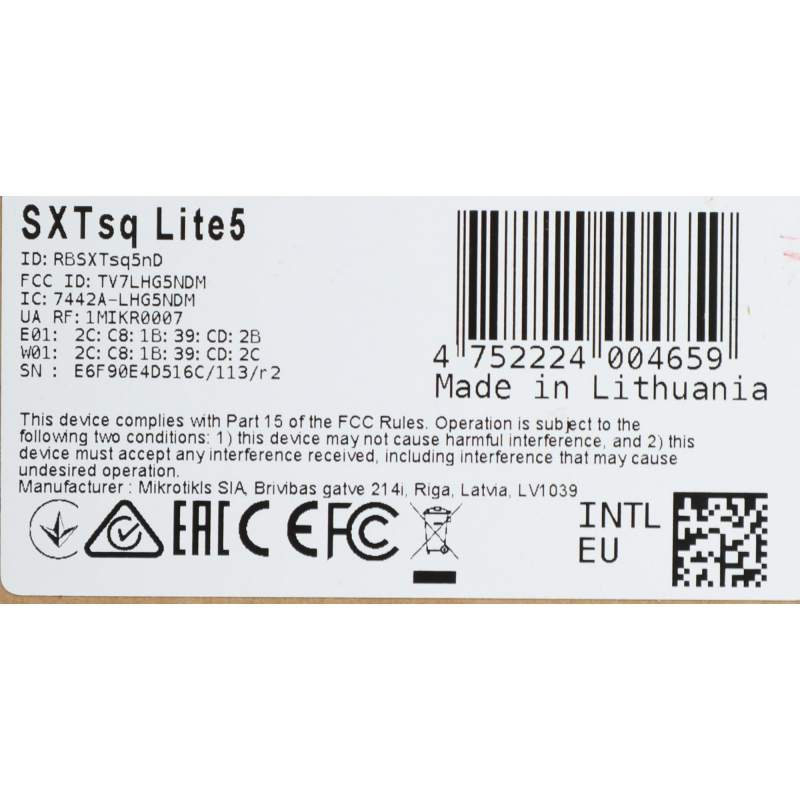 SXTsq Lite5
ID: RBSXTsq5nD
FCC ID: TV7LHG5NDM
IC: 7442A-LHG5NDM
UA RF: 1MIKR0007
E01: 2C: C8: 1B: 39: CD: 2B
W01: 2C: C8: 1B: 39: CD: 2C
SN : E6F90E4D516C/113/r2
4 752224 004659
Made in Lithuania
This device complies with Part 15 of the FCC Rules. Operation is subject to the
following two conditions: 1) this device may not cause harmful interference, and 2) this
device must accept any interference received, including interference that may cause
undesired operation.
Manufacturer : Mikrotikls SIA, Brivibas gatve 214i, Riga, Latvia, LV1039
EAC CE FC
INTL
EU